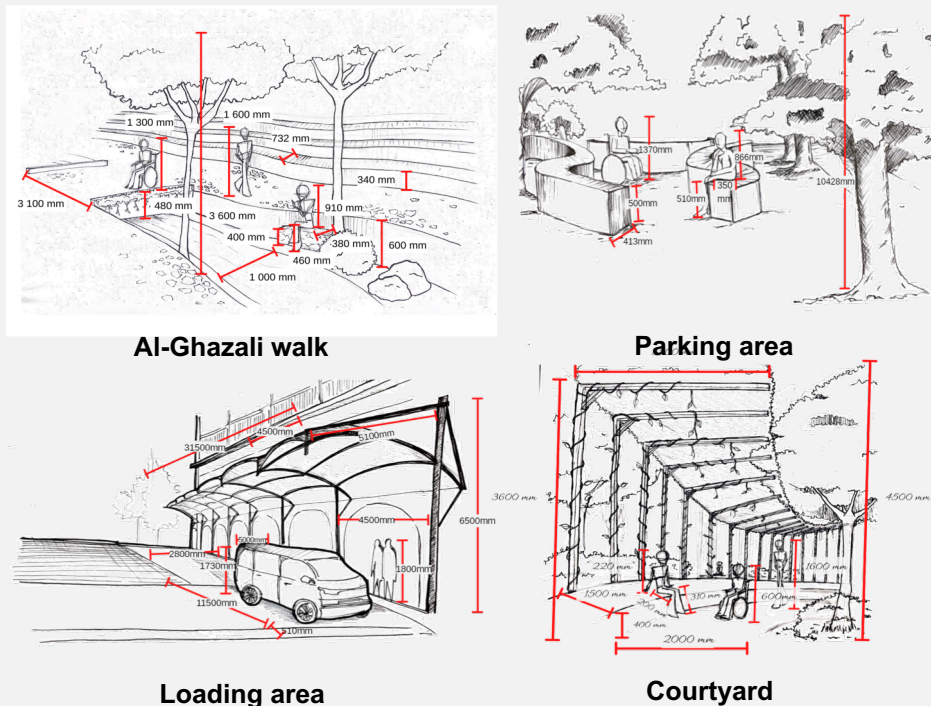 1 300 mm
1 600 mm
732 mm
340 mm
3 100 mm
480 mm
3 600 mm
910 mm
400 mm
380 mm
600 mm
460 mm
1 000 mm
Al-Ghazali walk
1370mm
866mm
10428mm
350
mm
500mm
510mm
413mm
Parking area
31500mm
4500mm
5100mm
6500mm
4500mm
5000mm
2800mm
1730mm
1800mm
11500mm
510mm
Loading area
3600 mm
4500 mm
220 mm
1600 mm
1500 mm
310 mm
600mm
200 mm
400 mm
2000 mm
Courtyard